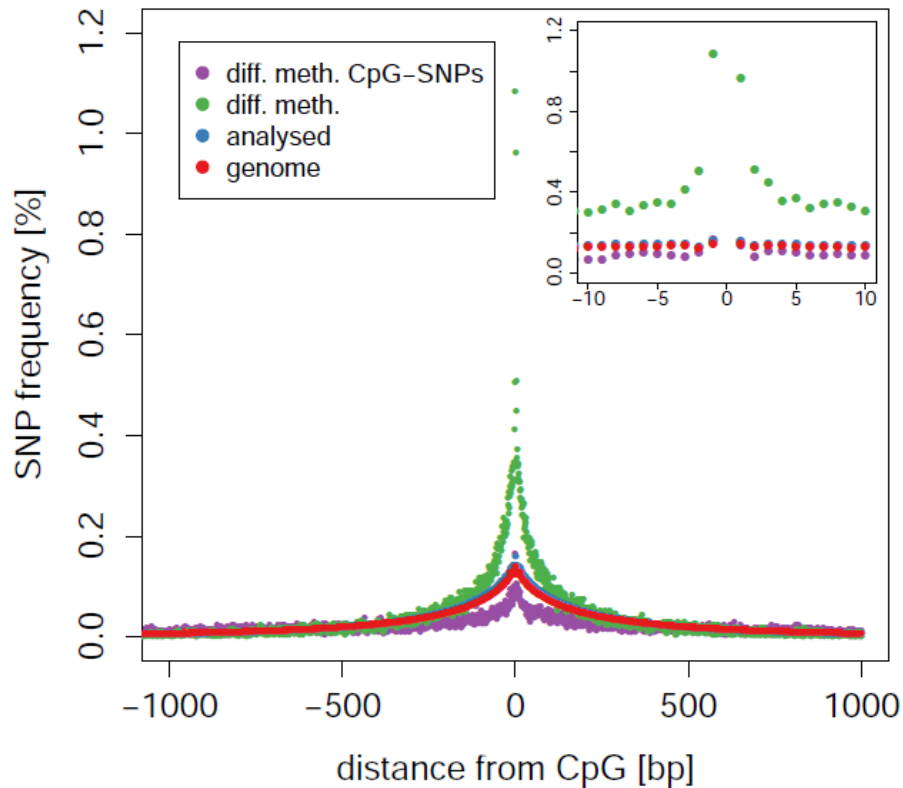 SNP frequency [%]
1.2
1.0
0.8
0.6
0.4
0.2
0.0
diff. meth. CpG−SNPs
diff. meth.
analysed
genome
1.2
0.8
0.4
0.0
−10 −5 0 5 10
−1000 −500 0 500 1000
distance from CpG [bp]